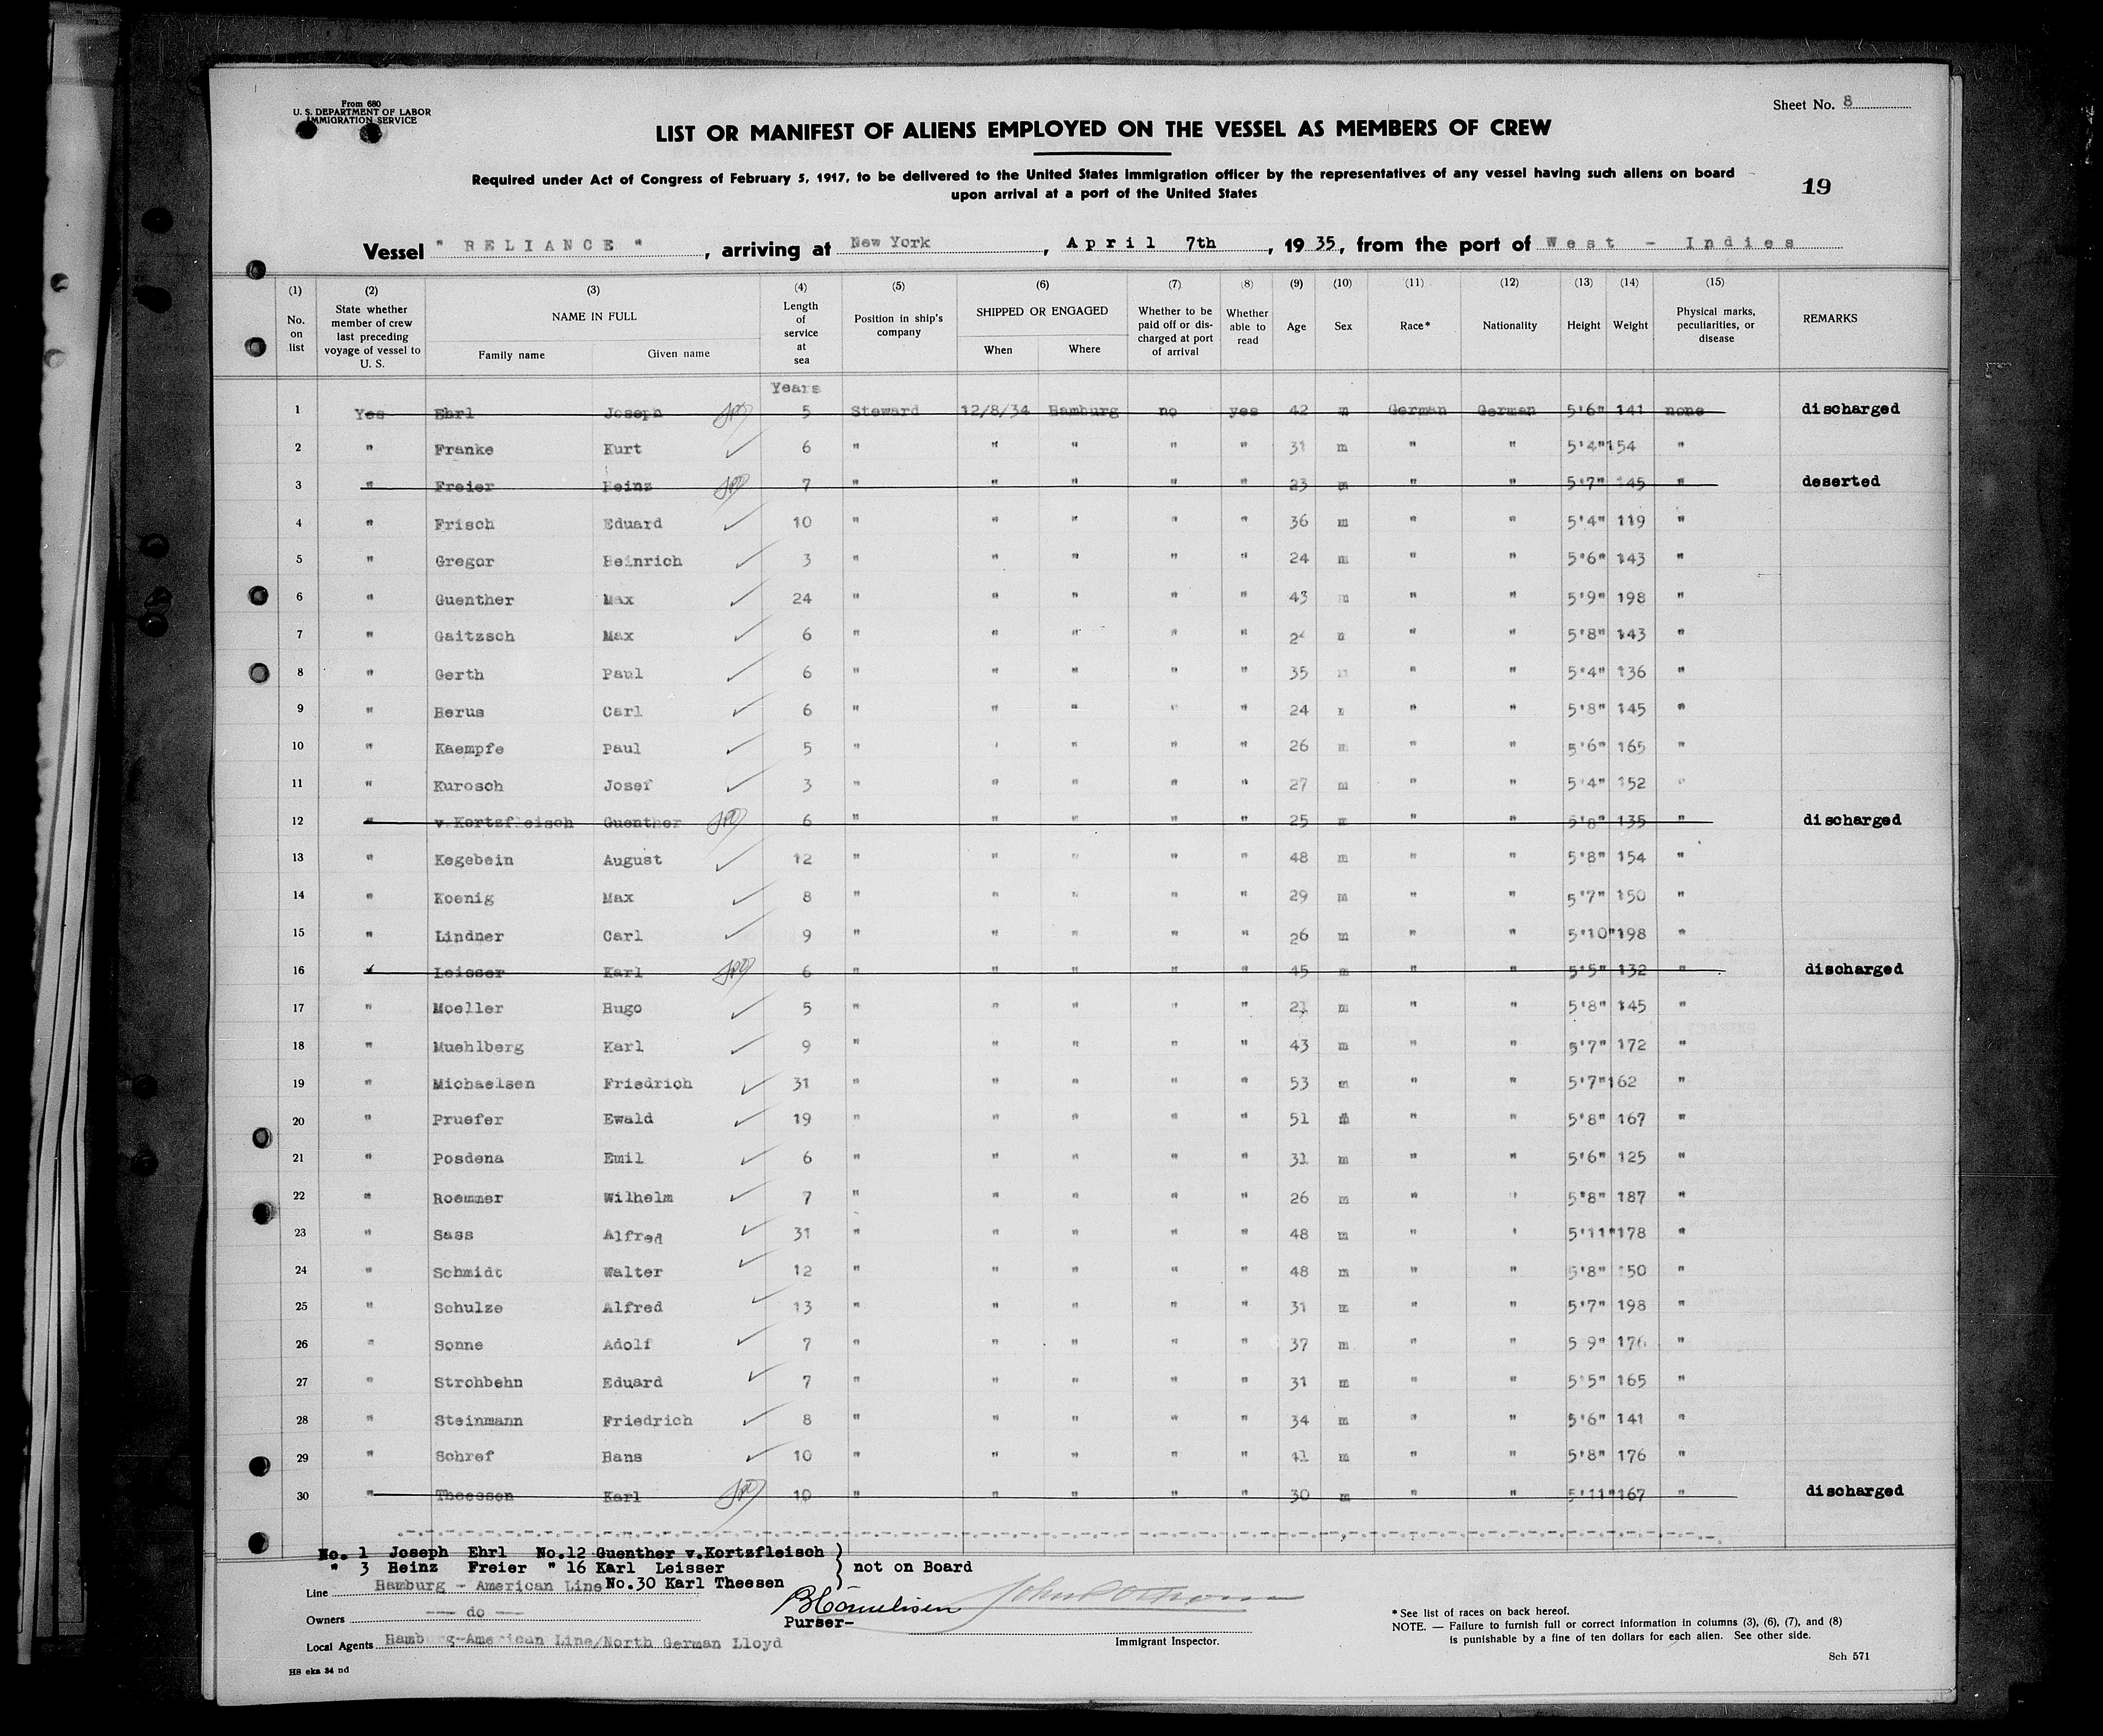 From 680
U. S. DEPARTMENT OF LABOR
IMMIGRATION SERVICE
Sheet No. 8
LIST OR MANIFEST OF ALIENS EMPLOYED ON THE VESSEL AS MEMBERS OF CREW
Required under Act of Congress of February 5, 1917, to be delivered to the United States immigration officer by the representatives of any vessel having such aliens on board
upon arrival at a port of the United States
19
Vessel " RELIANCE ", arriving at New York, April 7th, 1935, from the port of West - Indies
(1) (2) (3) (4) (5) (6) (7) (8) (9) (10) (11) (12) (13) (14) (15)
No. on list | State whether member of crew last preceding voyage of vessel to U. S. | NAME IN FULL Family name Given name | Length of service at sea | Position in ship's company | SHIPPED OR ENGAGED When Where | Whether to be paid off or discharged at port of arrival | Whether able to read | Age | Sex | Race* | Nationality | Height | Weight | Physical marks, peculiarities, or disease | REMARKS
Years
1 Yes Ehrl Joseph 5 Steward 12/8/34 Hamburg no yes 42 m German German 5'6" 141 none discharged
2 " Franke Kurt 6 " " " " " 31 m " " 5'4" 154 "
3 " Freier Heinz 7 " " " " " 23 m " " 5'7" 145 " deserted
4 " Frisch Eduard 10 " " " " " 36 m " " 5'4" 119 "
5 " Gregor Heinrich 3 " " " " " 24 m " " 5'6" 143 "
6 " Guenther Max 24 " " " " " 43 m " " 5'9" 198 "
7 " Gaitzsch Max 6 " " " " " m " " 5'8" 143 "
8 " Gerth Paul 6 " " " " " 35 m " " 5'4" 136 "
9 " Herus Carl 6 " " " " " 24 m " " 5'8" 145 "
10 " Kaempfe Paul 5 " " " " " 26 m " " 5'6" 165 "
11 " Kurosch Josef 3 " " " " " 27 m " " 5'4" 152 "
12 " v.Kortzfleisch Guenther 6 " " " " " 25 m " " 5'8" 135 " discharged
13 " Kegebein August 12 " " " " " 48 m " " 5'8" 154 "
14 " Koenig Max 8 " " " " " 29 m " " 5'7" 150 "
15 " Lindner Carl 9 " " " " " 26 m " " 5'10" 198 "
16 " Leisser Karl 6 " " " " " 45 m " " 5'5" 132 " discharged
17 " Moeller Hugo 5 " " " " " 21 m " " 5'8" 145 "
18 " Muehlberg Karl 9 " " " " " 43 m " " 5'7" 172 "
19 " Michaelsen Friedrich 31 " " " " " 53 m " " 5'7" 162 "
20 " Pruefer Ewald 19 " " " " " 51 m " " 5'8" 167 "
21 " Posdena Emil 6 " " " " " 31 m " " 5'6" 125 "
22 " Roemmer Wilhelm 7 " " " " " 26 m " " 5'8" 187 "
23 " Sass Alfred 31 " " " " " 48 m " " 5'11" 178 "
24 " Schmidt Walter 12 " " " " " 48 m " " 5'8" 150 "
25 " Schulze Alfred 13 " " " " " 31 m " " 5'7" 198 "
26 " Sonne Adolf 7 " " " " " 37 m " " 5'9" 176 "
27 " Strohbehn Eduard 7 " " " " " 31 m " " 5'5" 165 "
28 " Steinmann Friedrich 8 " " " " " 34 m " " 5'6" 141 "
29 " Schref Hans 10 " " " " " 41 m " " 5'8" 176 "
30 " Theessen Karl 10 " " " " " 30 m " " 5'11" 167 " discharged
No. 1 Joseph Ehrl No.12 Guenther v.Kortzfleisch
" 3 Heinz Freier " 16 Karl Leisser } not on Board
Line Hamburg - American Line No.30 Karl Theesen
Owners --- do ---
BCornelisen
Purser-
Local Agents Hamburg-American Line/North German Lloyd
Immigrant Inspector.
* See list of races on back hereof.
NOTE. — Failure to furnish full or correct information in columns (3), (6), (7), and (8)
is punishable by a fine of ten dollars for each alien. See other side.
HS eka 34 nd
Sch 571